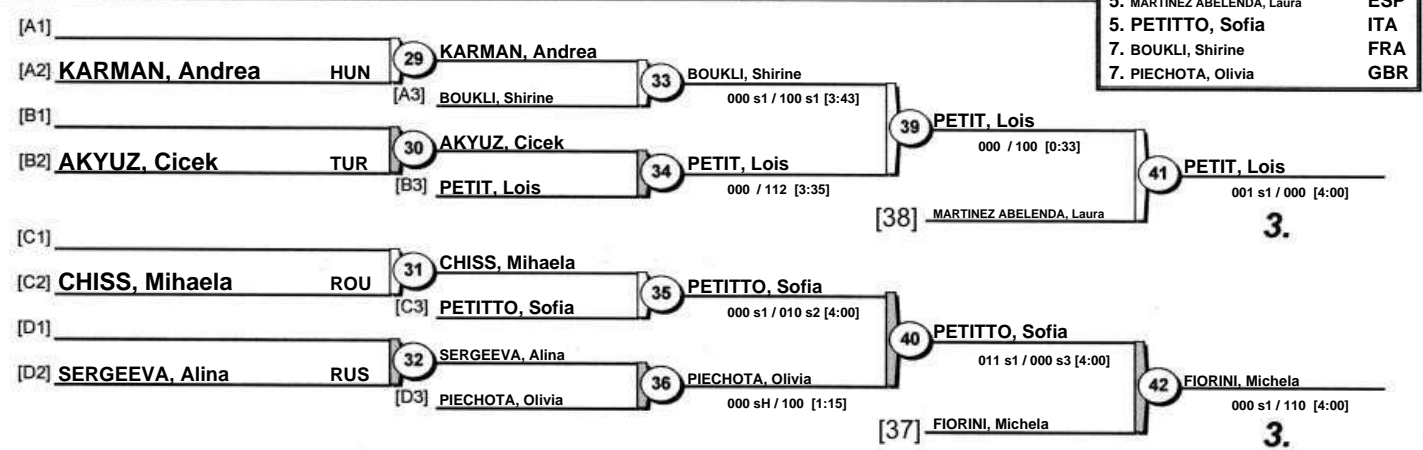 5. MARTINEZ ABELENDA, Laura ESP
5. PETITTO, Sofia ITA
7. BOUKLI, Shirine FRA
7. PIECHOTA, Olivia GBR
[A1]
[A2] KARMAN, Andrea HUN
29
KARMAN, Andrea
[A3] BOUKLI, Shirine
33
BOUKLI, Shirine
000 s1 / 100 s1 [3:43]
[B1]
[B2] AKYUZ, Cicek TUR
30
AKYUZ, Cicek
[B3] PETIT, Lois
34
PETIT, Lois
000 / 112 [3:35]
39
PETIT, Lois
000 / 100 [0:33]
[38] MARTINEZ ABELENDA, Laura
41
PETIT, Lois
001 s1 / 000 [4:00]
3.
[C1]
[C2] CHISS, Mihaela ROU
31
CHISS, Mihaela
[C3] PETITTO, Sofia
35
PETITTO, Sofia
000 s1 / 010 s2 [4:00]
[D1]
[D2] SERGEEVA, Alina RUS
32
SERGEEVA, Alina
[D3] PIECHOTA, Olivia
36
PIECHOTA, Olivia
000 sH / 100 [1:15]
40
PETITTO, Sofia
011 s1 / 000 s3 [4:00]
[37] FIORINI, Michela
42
FIORINI, Michela
000 s1 / 110 [4:00]
3.